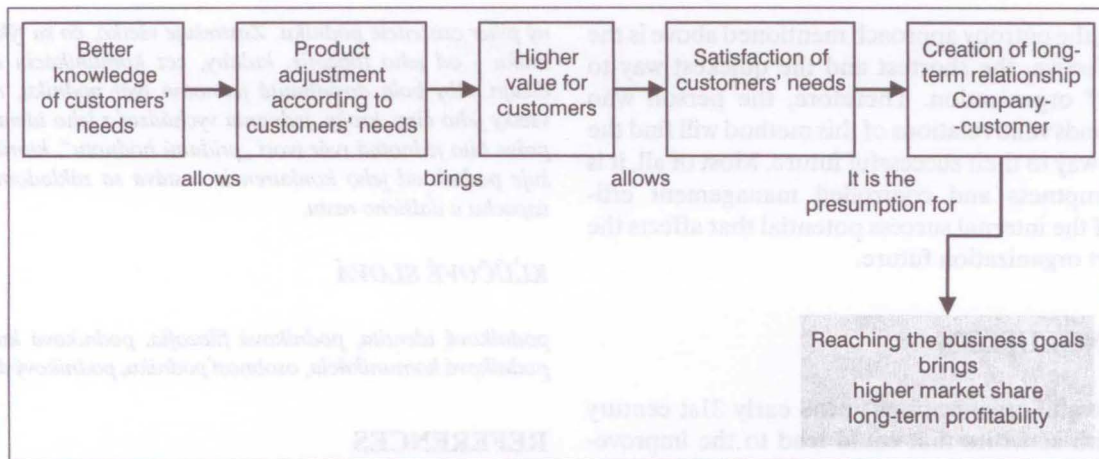 Better
knowledge
of customers'
needs
Product
adjustment
according to
customers' needs
Higher
value for
customers
Satisfaction of
customers' needs
Creation of long-
term relationship
Company-
customer
allows
brings
allows
It is the
presumption for
Reaching the business goals
brings
higher market share
long-term profitability